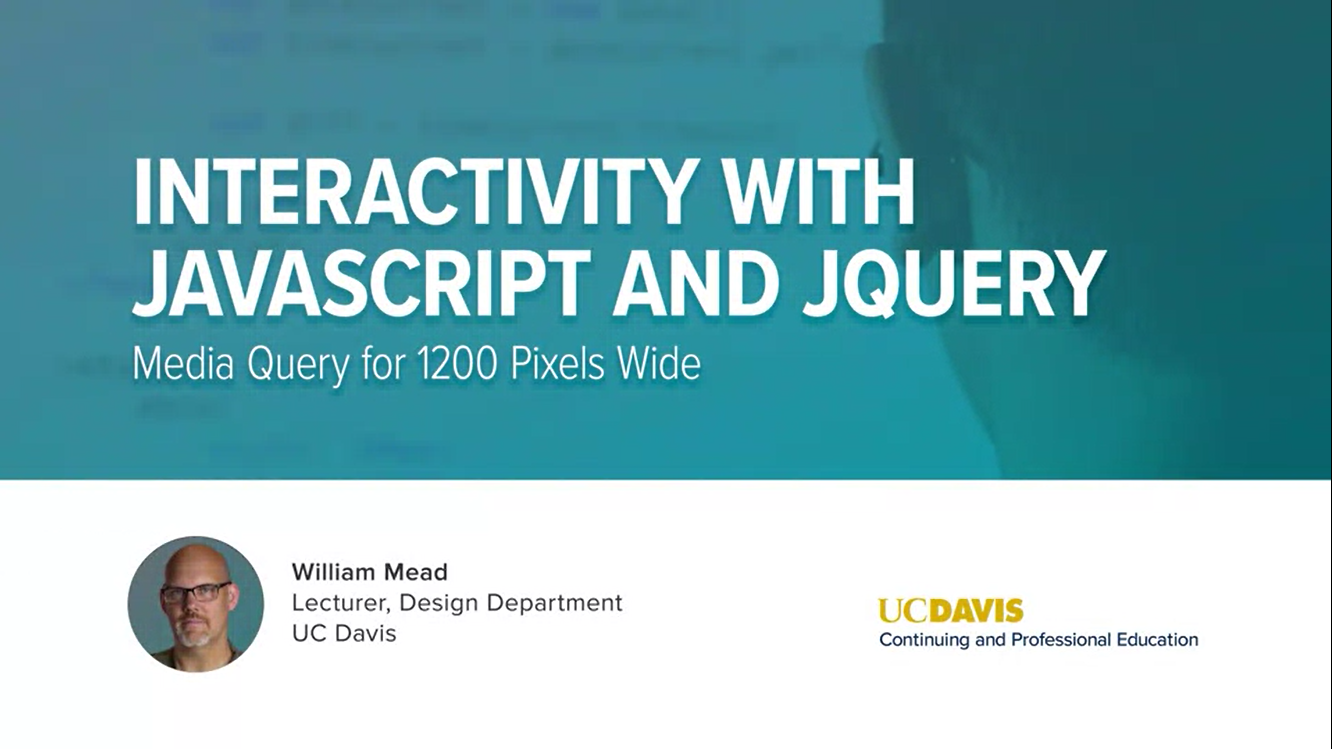 INTERACTIVITY WITH
JAVASCRIPT AND JQUERY
Media Query for 1200 Pixels Wide
William Mead
Lecturer, Design Department
UC Davis
UCDAVIS
Continuing and Professional Education